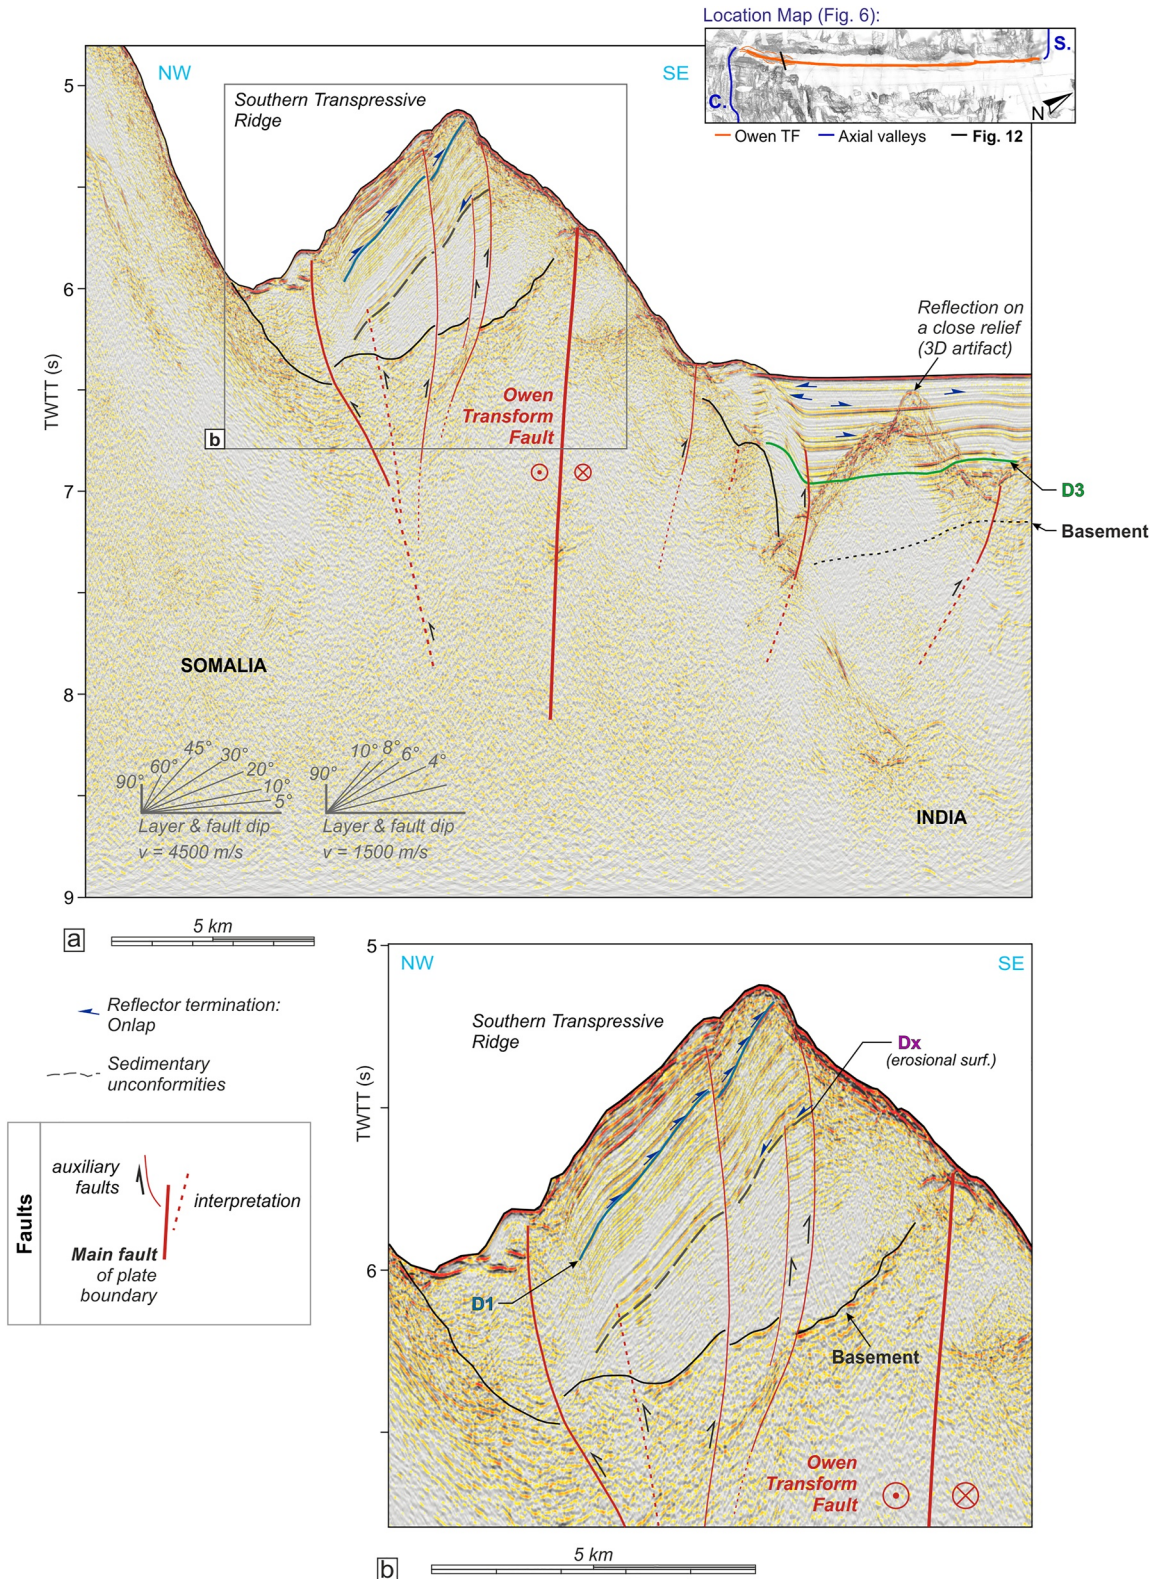 Location Map (Fig. 6):
S.
C.
N
Owen TF
Axial valleys
Fig. 12
NW
SE
Southern Transpressive
Ridge
5
6
7
8
9
TWTT (s)
Reflection on
a close relief
(3D artifact)
Owen
Transform
Fault
b
D3
Basement
SOMALIA
INDIA
90°
60°
45°
30°
20°
10°
5°
Layer & fault dip
v = 4500 m/s
90°
10°
8°
6°
4°
Layer & fault dip
v = 1500 m/s
a
5 km
Reflector termination:
Onlap
Sedimentary
unconformities
Faults
auxiliary
faults
interpretation
Main fault
of plate
boundary
5
6
TWTT (s)
NW
SE
Southern Transpressive
Ridge
Dx
(erosional surf.)
D1
Basement
Owen
Transform
Fault
b
5 km